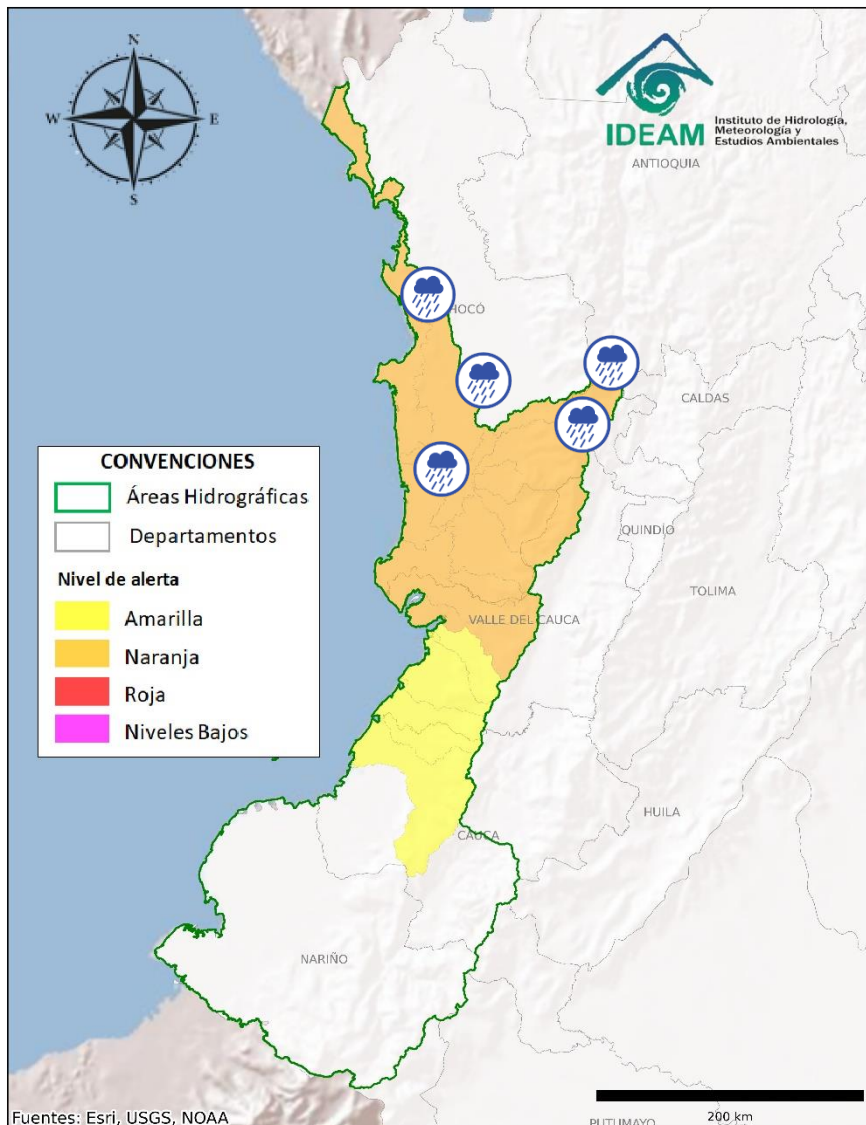 N
W
E
S
IDEAM
Instituto de Hidrología,
Meteorología y
Estudios Ambientales
ANTIOQUIA
HOCÓ
CALDAS
CONVENCIONES
Áreas Hidrográficas
Departamentos
Nivel de alerta
Amarilla
Naranja
Roja
Niveles Bajos
QUINDÍO
TOLIMA
VALLE DEL CAUCA
HUILA
CAUCA
NARIÑO
Fuentes: Esri, USGS, NOAA
PUTUMAYO
200 km